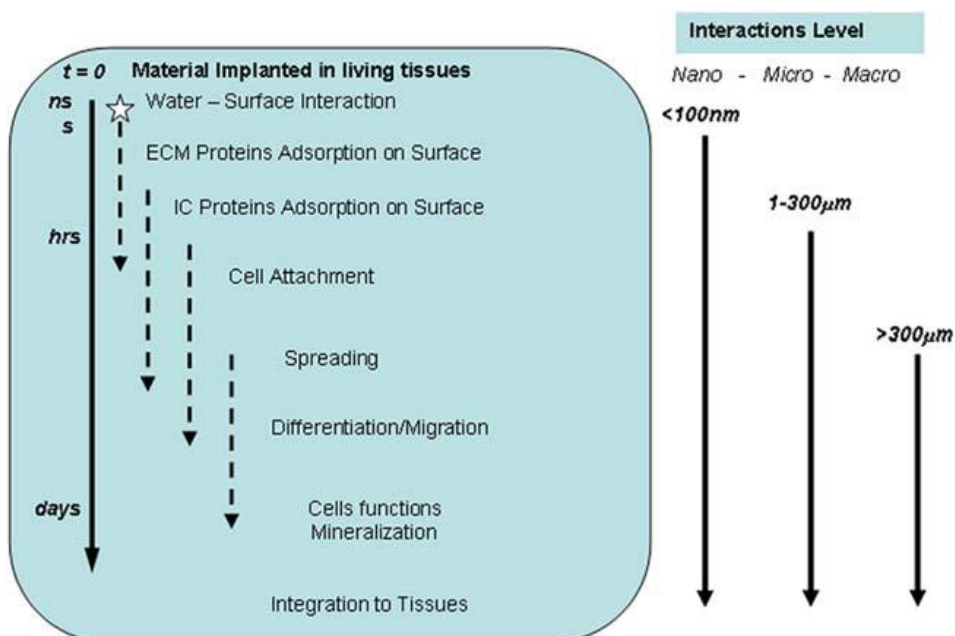 Interactions Level
t = 0 Material Implanted in living tissues
Nano - Micro - Macro
ns Water – Surface Interaction
<100nm
s
ECM Proteins Adsorption on Surface
IC Proteins Adsorption on Surface
1-300μm
hrs
Cell Attachment
>300μm
Spreading
Differentiation/Migration
days
Cells functions
Mineralization
Integration to Tissues